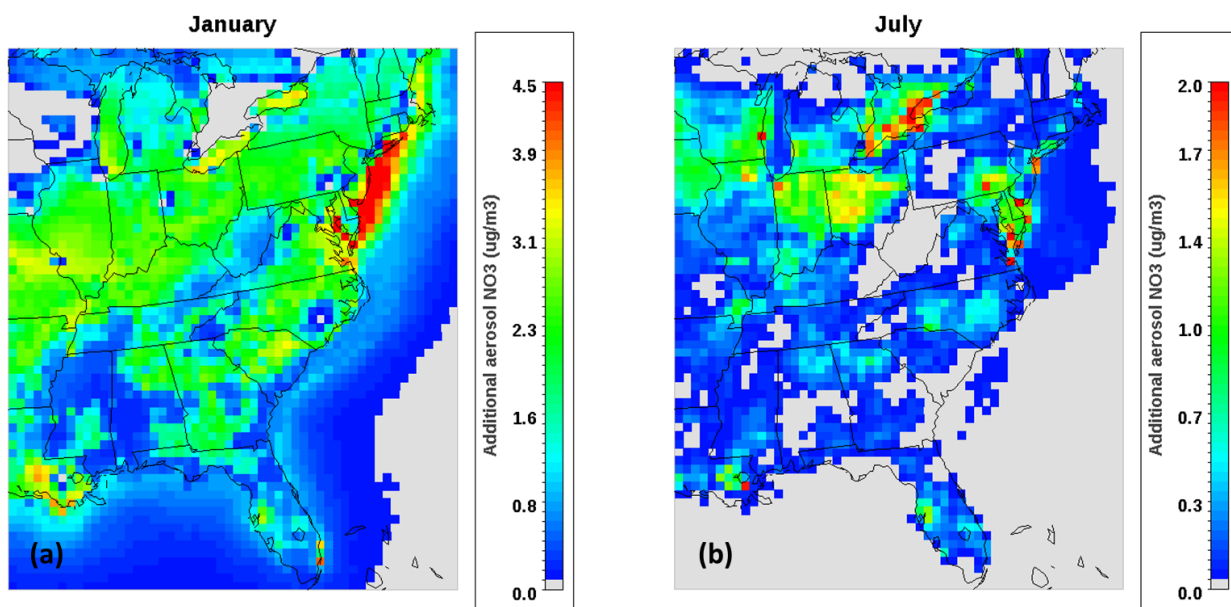 January
4.5
3.9
3.1
2.3
1.6
0.8
0.0
Additional aerosol NO3 (ug/m3)
(a)
July
2.0
1.7
1.4
1.0
0.7
0.3
0.0
Additional aerosol NO3 (ug/m3)
(b)